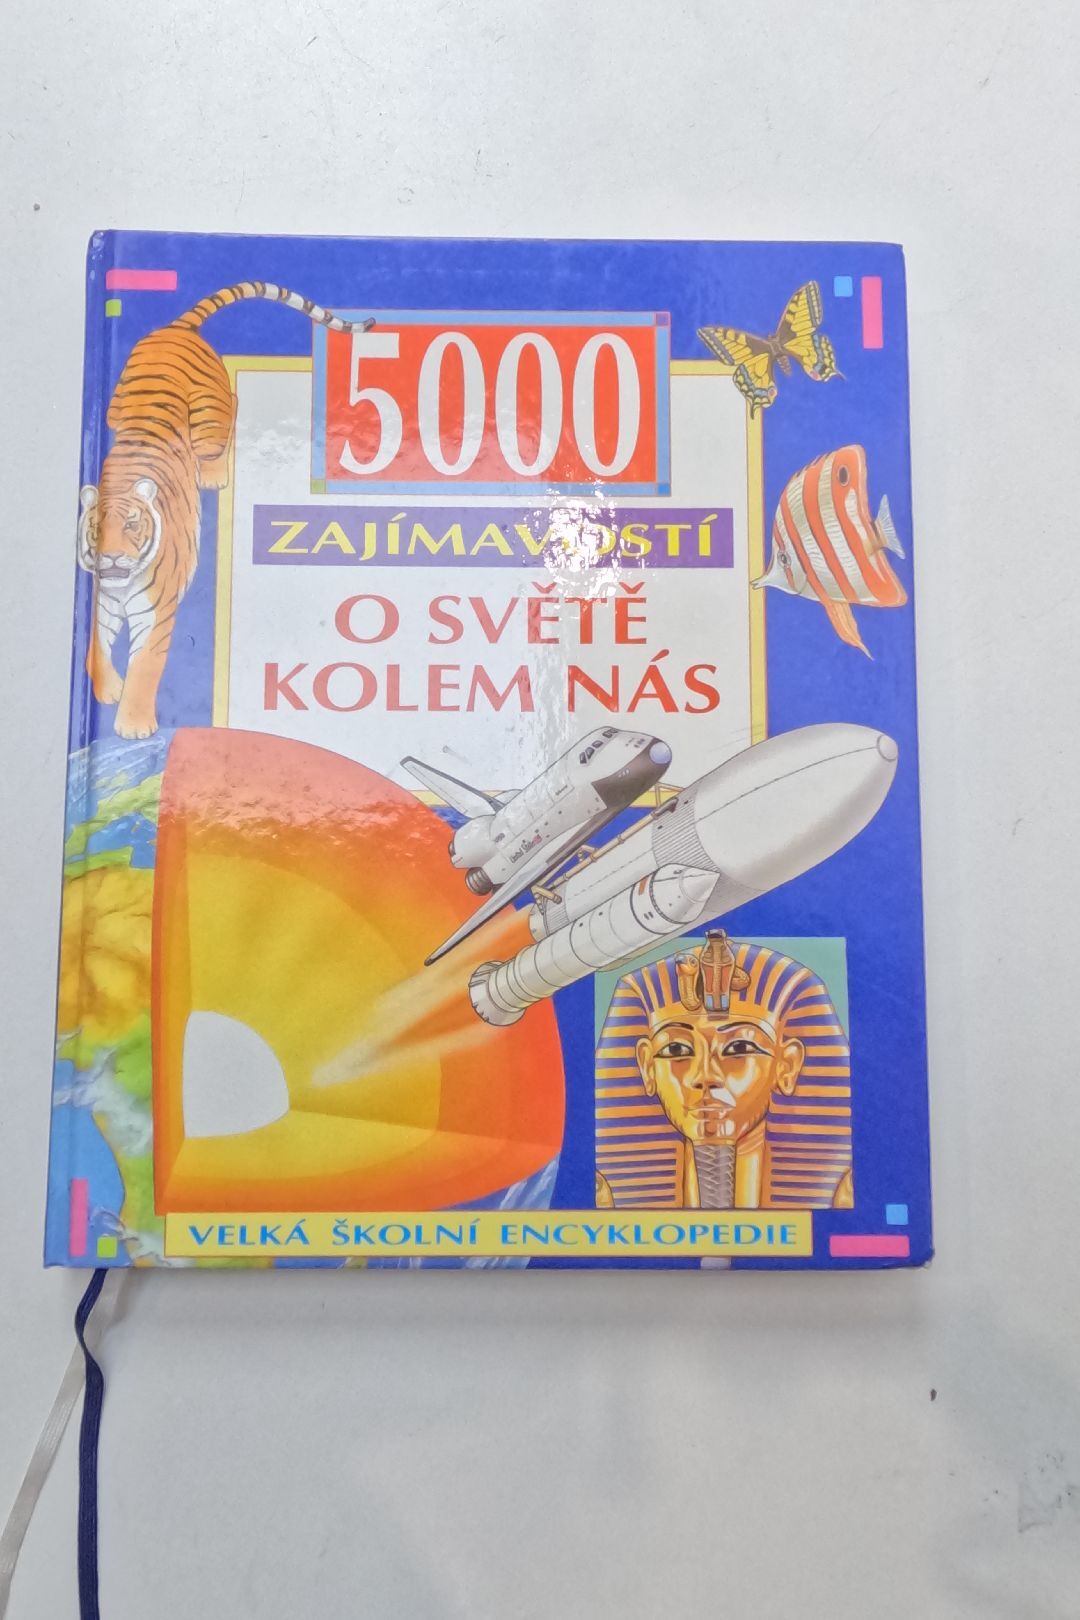 5000
ZAJÍMAVOSTÍ
O SVĚTĚ
KOLEM NÁS
VELKÁ ŠKOLNÍ ENCYKLOPEDIE